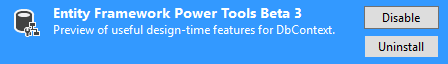 Entity Framework Power Tools Beta 3
Preview of useful design-time features for DbContext.
Disable
Uninstall